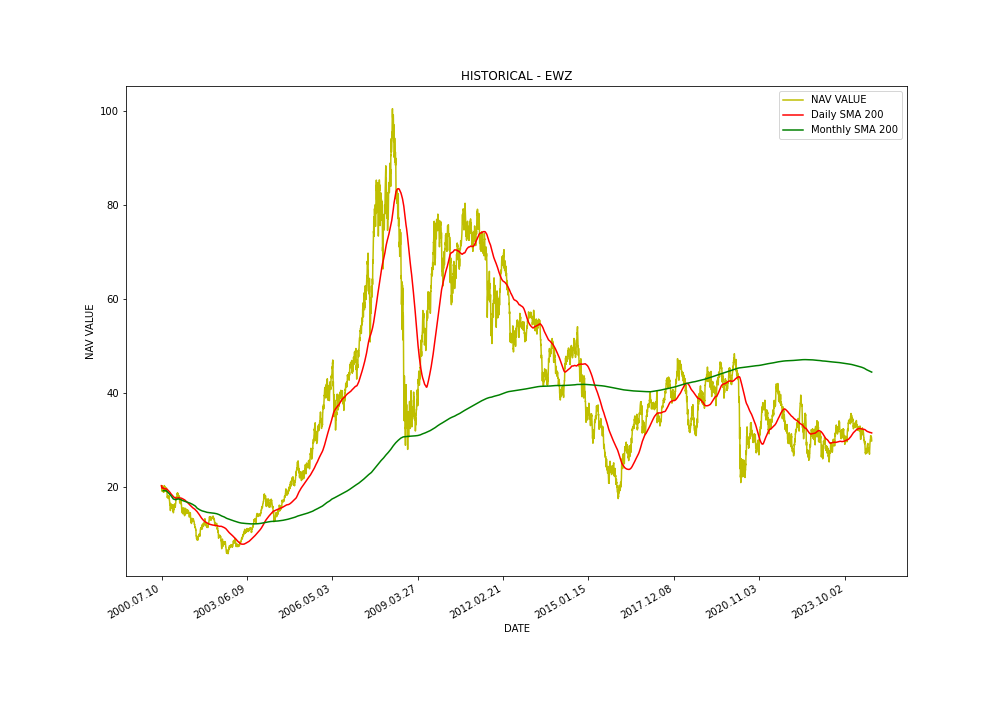 HISTORICAL - EWZ
NAV VALUE
Daily SMA 200
Monthly SMA 200
100
80
60
40
20
NAV VALUE
2000.07.10
2003.06.09
2006.05.03
2009.03.27
2012.02.21
2015.01.15
2017.12.08
2020.11.03
2023.10.02
DATE